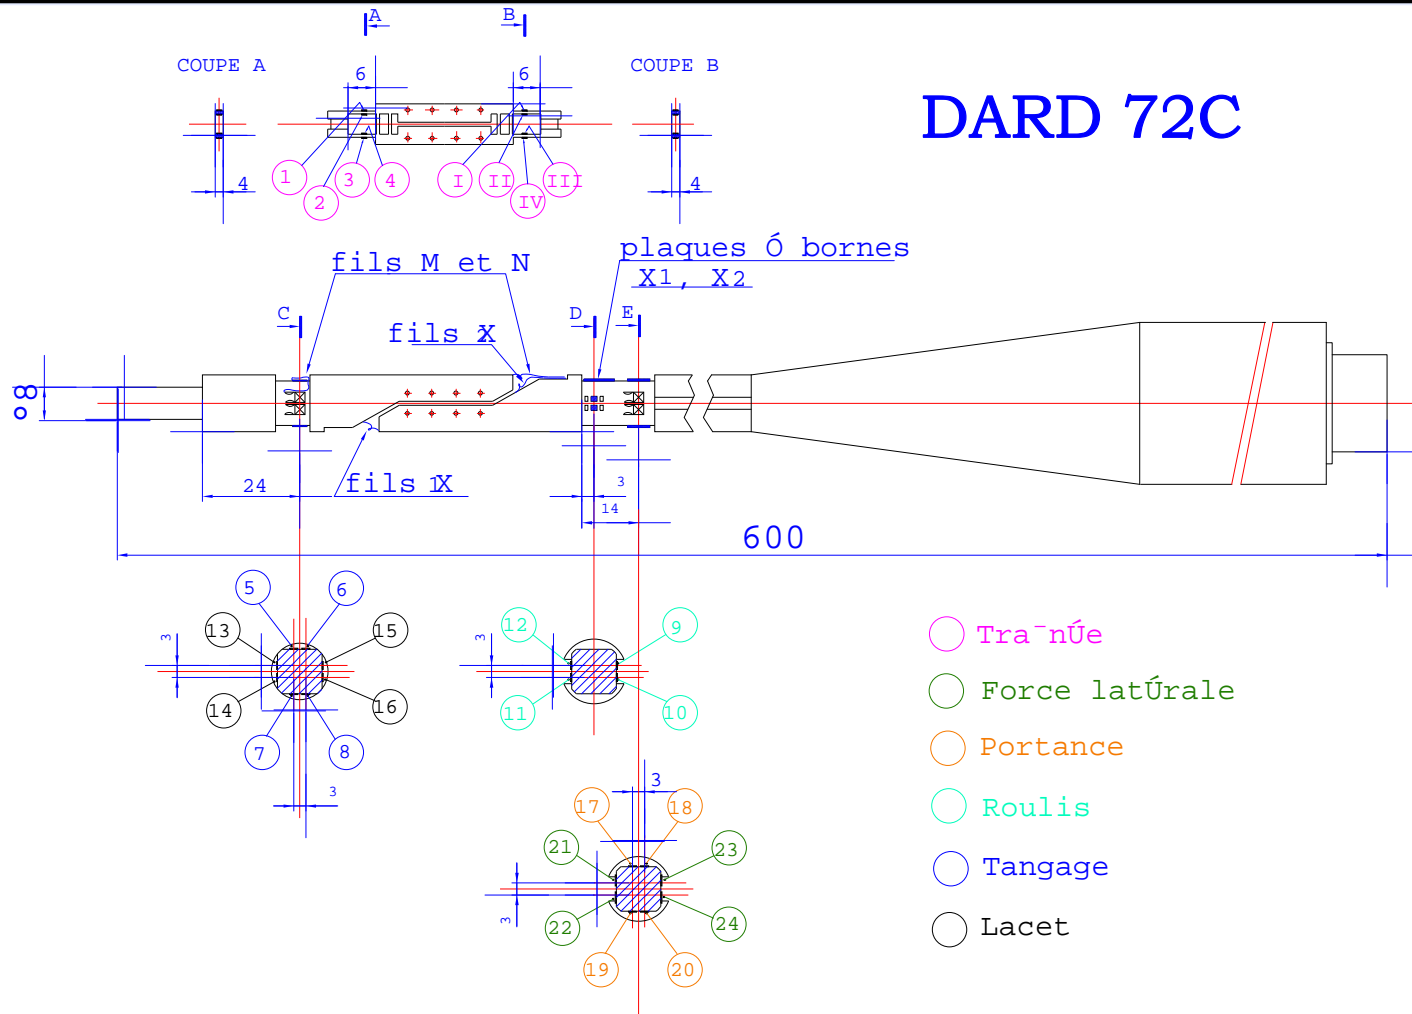 A
B
COUPE A
COUPE B
6
6
DARD 72C
4
4
1
2
3
4
I
II
III
IV
plaques Ó bornes
X1, X2
fils M et N
C
D
E
fils X2
°8
fils X1
24
3
14
600
5
6
13
15
14
16
7
8
3
3
12
9
11
10
3
17
18
21
23
22
24
19
20
3
3
Tra¯nÚe
Force latÚrale
Portance
Roulis
Tangage
Lacet